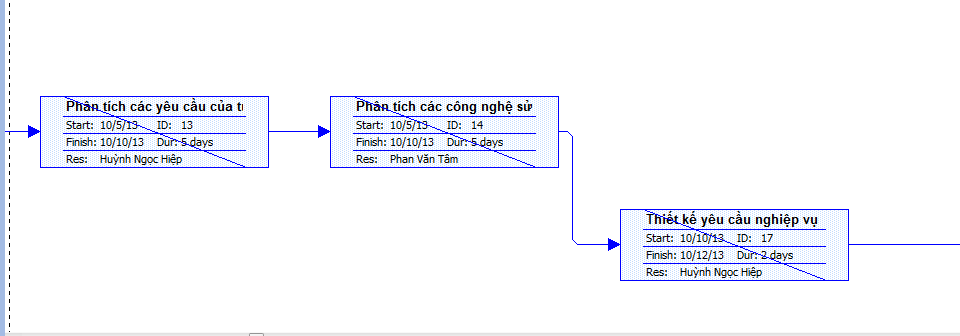 Phân tích các yêu cầu của
Start: 10/5/13 ID: 13
Finish: 10/10/13 Dur: 5 days
Res: Huỳnh Ngọc Hiệp
Phân tích các công nghệ sử
Start: 10/5/13 ID: 14
Finish: 10/10/13 Dur: 5 days
Res: Phan Văn Tâm
Thiết kế yêu cầu nghiệp vụ
Start: 10/10/13 ID: 17
Finish: 10/12/13 Dur: 2 days
Res: Huỳnh Ngọc Hiệp